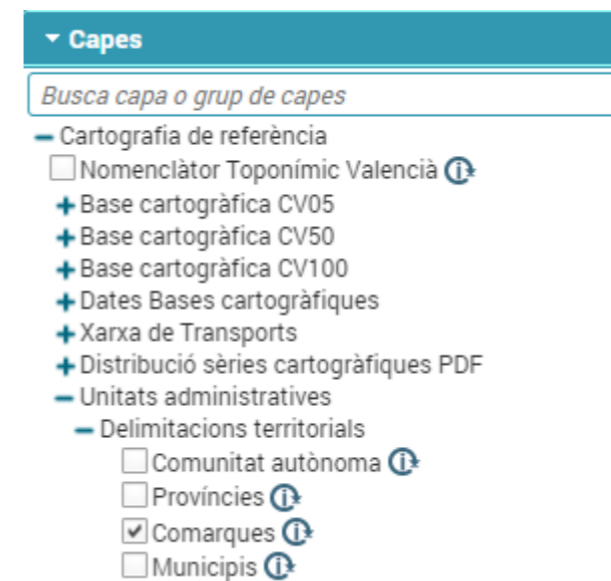 Capes
Busca capa o grup de capes
Cartografia de referència
Nomenclàtor Toponímic Valencià
Base cartogràfica CV05
Base cartogràfica CV50
Base cartogràfica CV100
Dates Bases cartogràfiques
Xarxa de Transports
Distribució sèries cartogràfiques PDF
Unitats administratives
Delimitacions territorials
Comunitat autònoma
Províncies
Comarques
Municipis